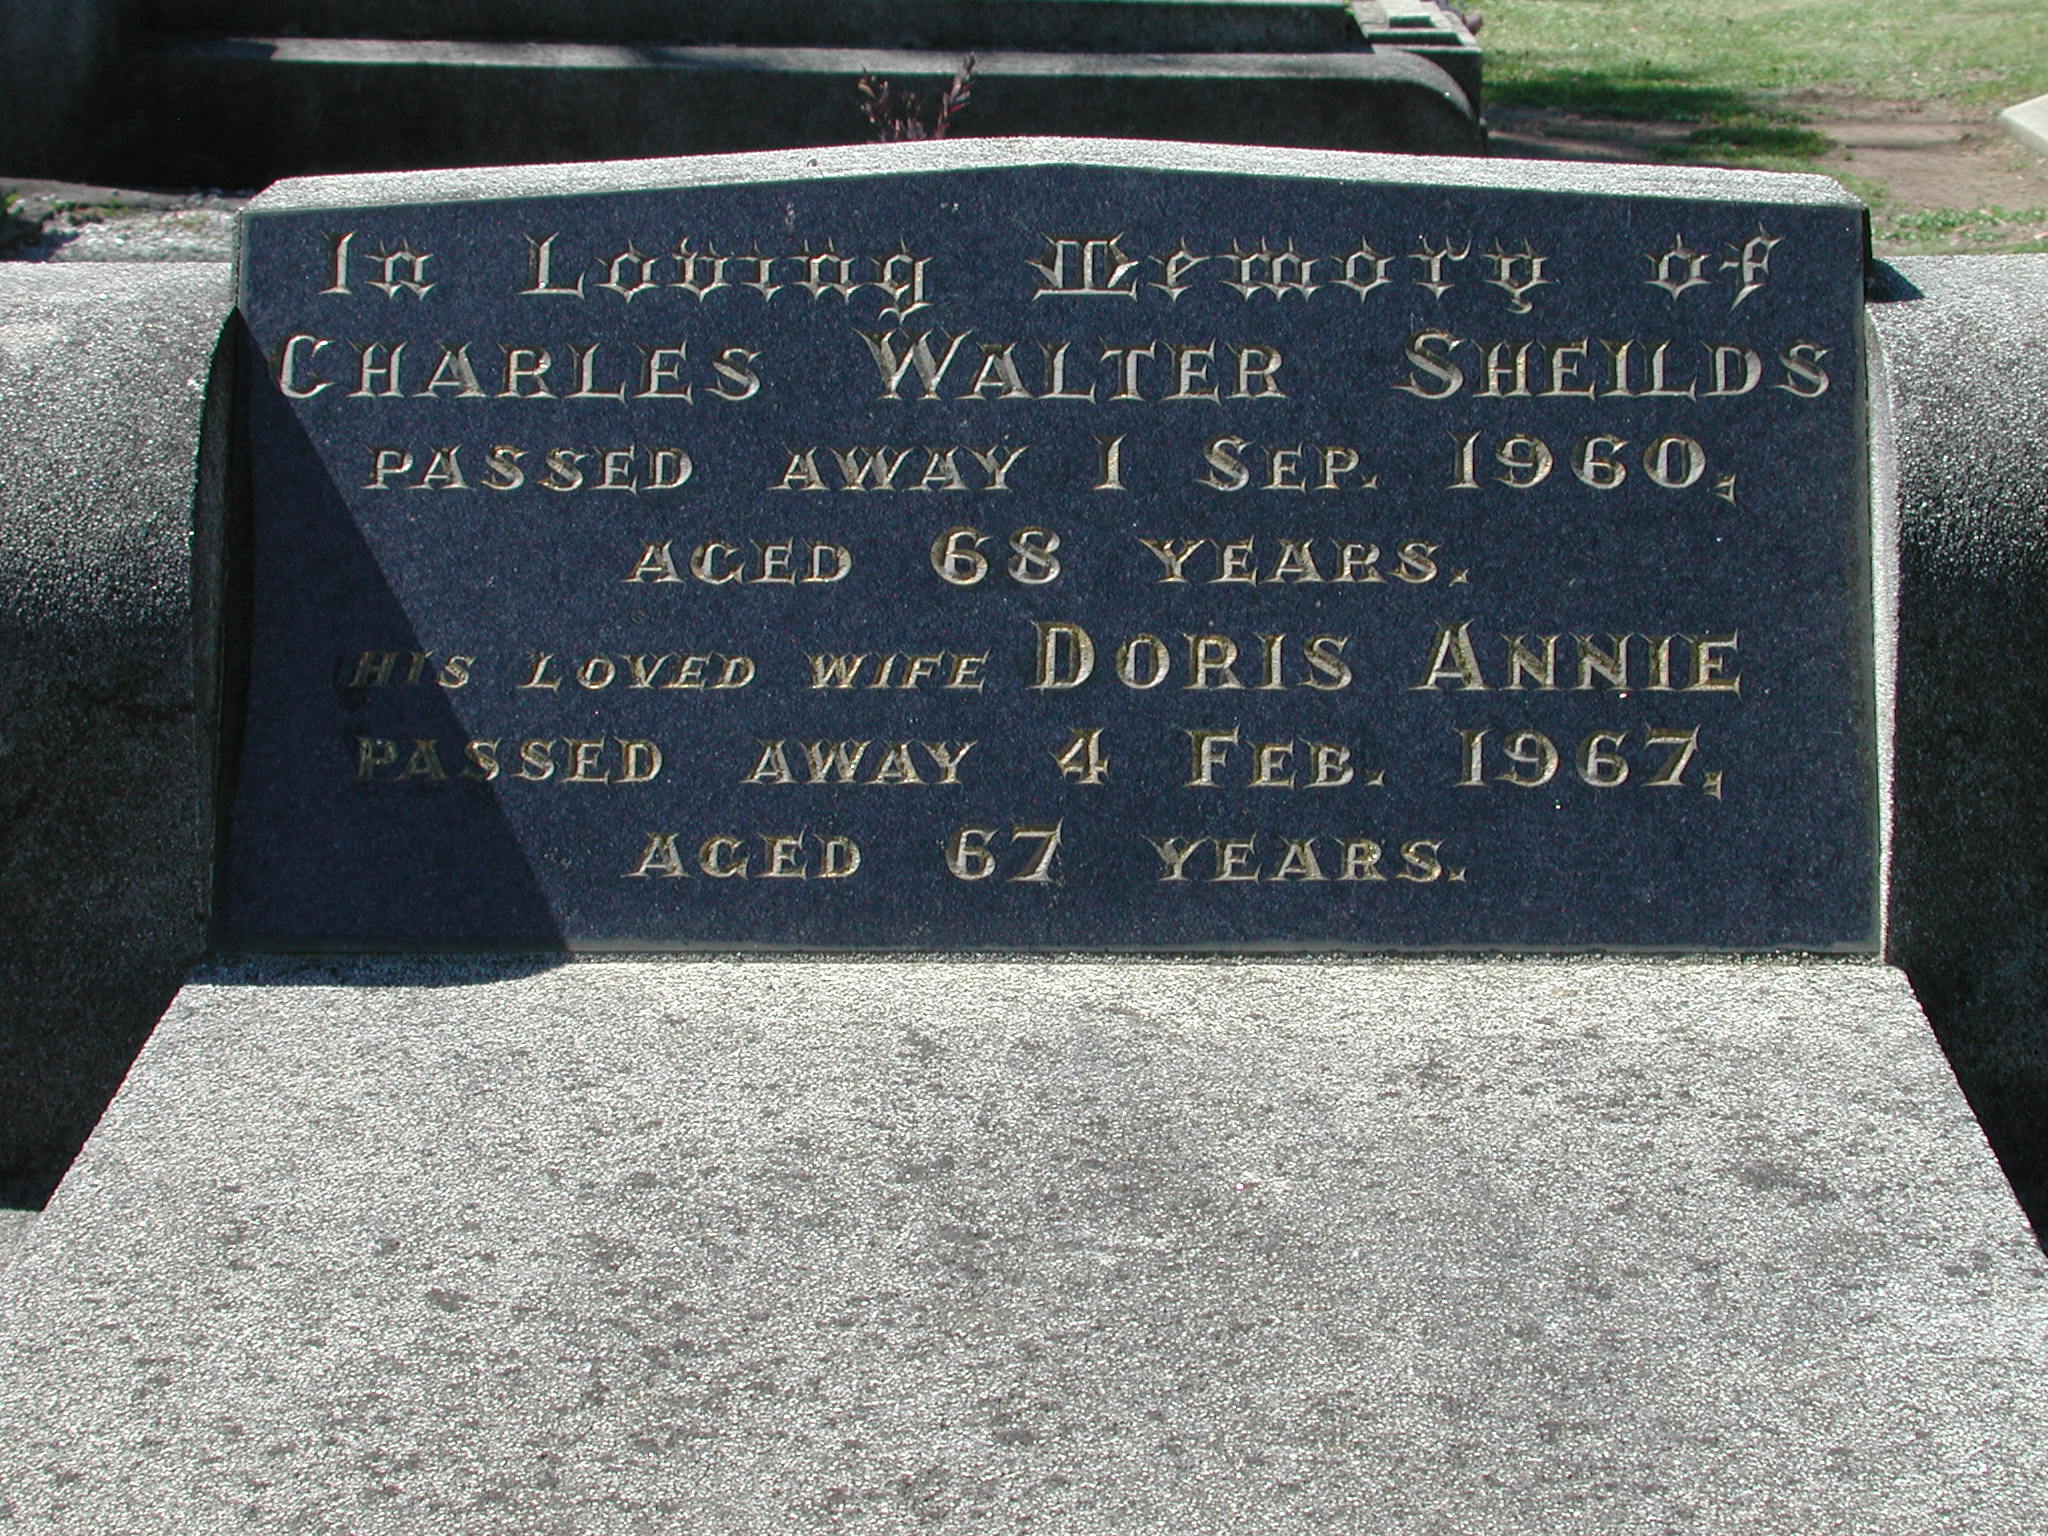 In Loving Memory of
CHARLES WALTER SHEILDS
PASSED AWAY 1 SEP. 1960,
AGED 68 YEARS.
HIS LOVED WIFE DORIS ANNIE
PASSED AWAY 4 FEB. 1967,
AGED 67 YEARS.